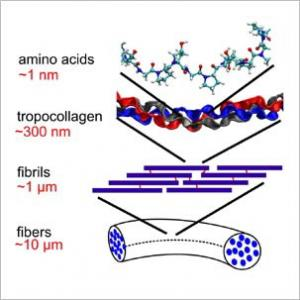 amino acids
~1 nm
tropocollagen
~300 nm
fibrils
~1 μm
fibers
~10 μm